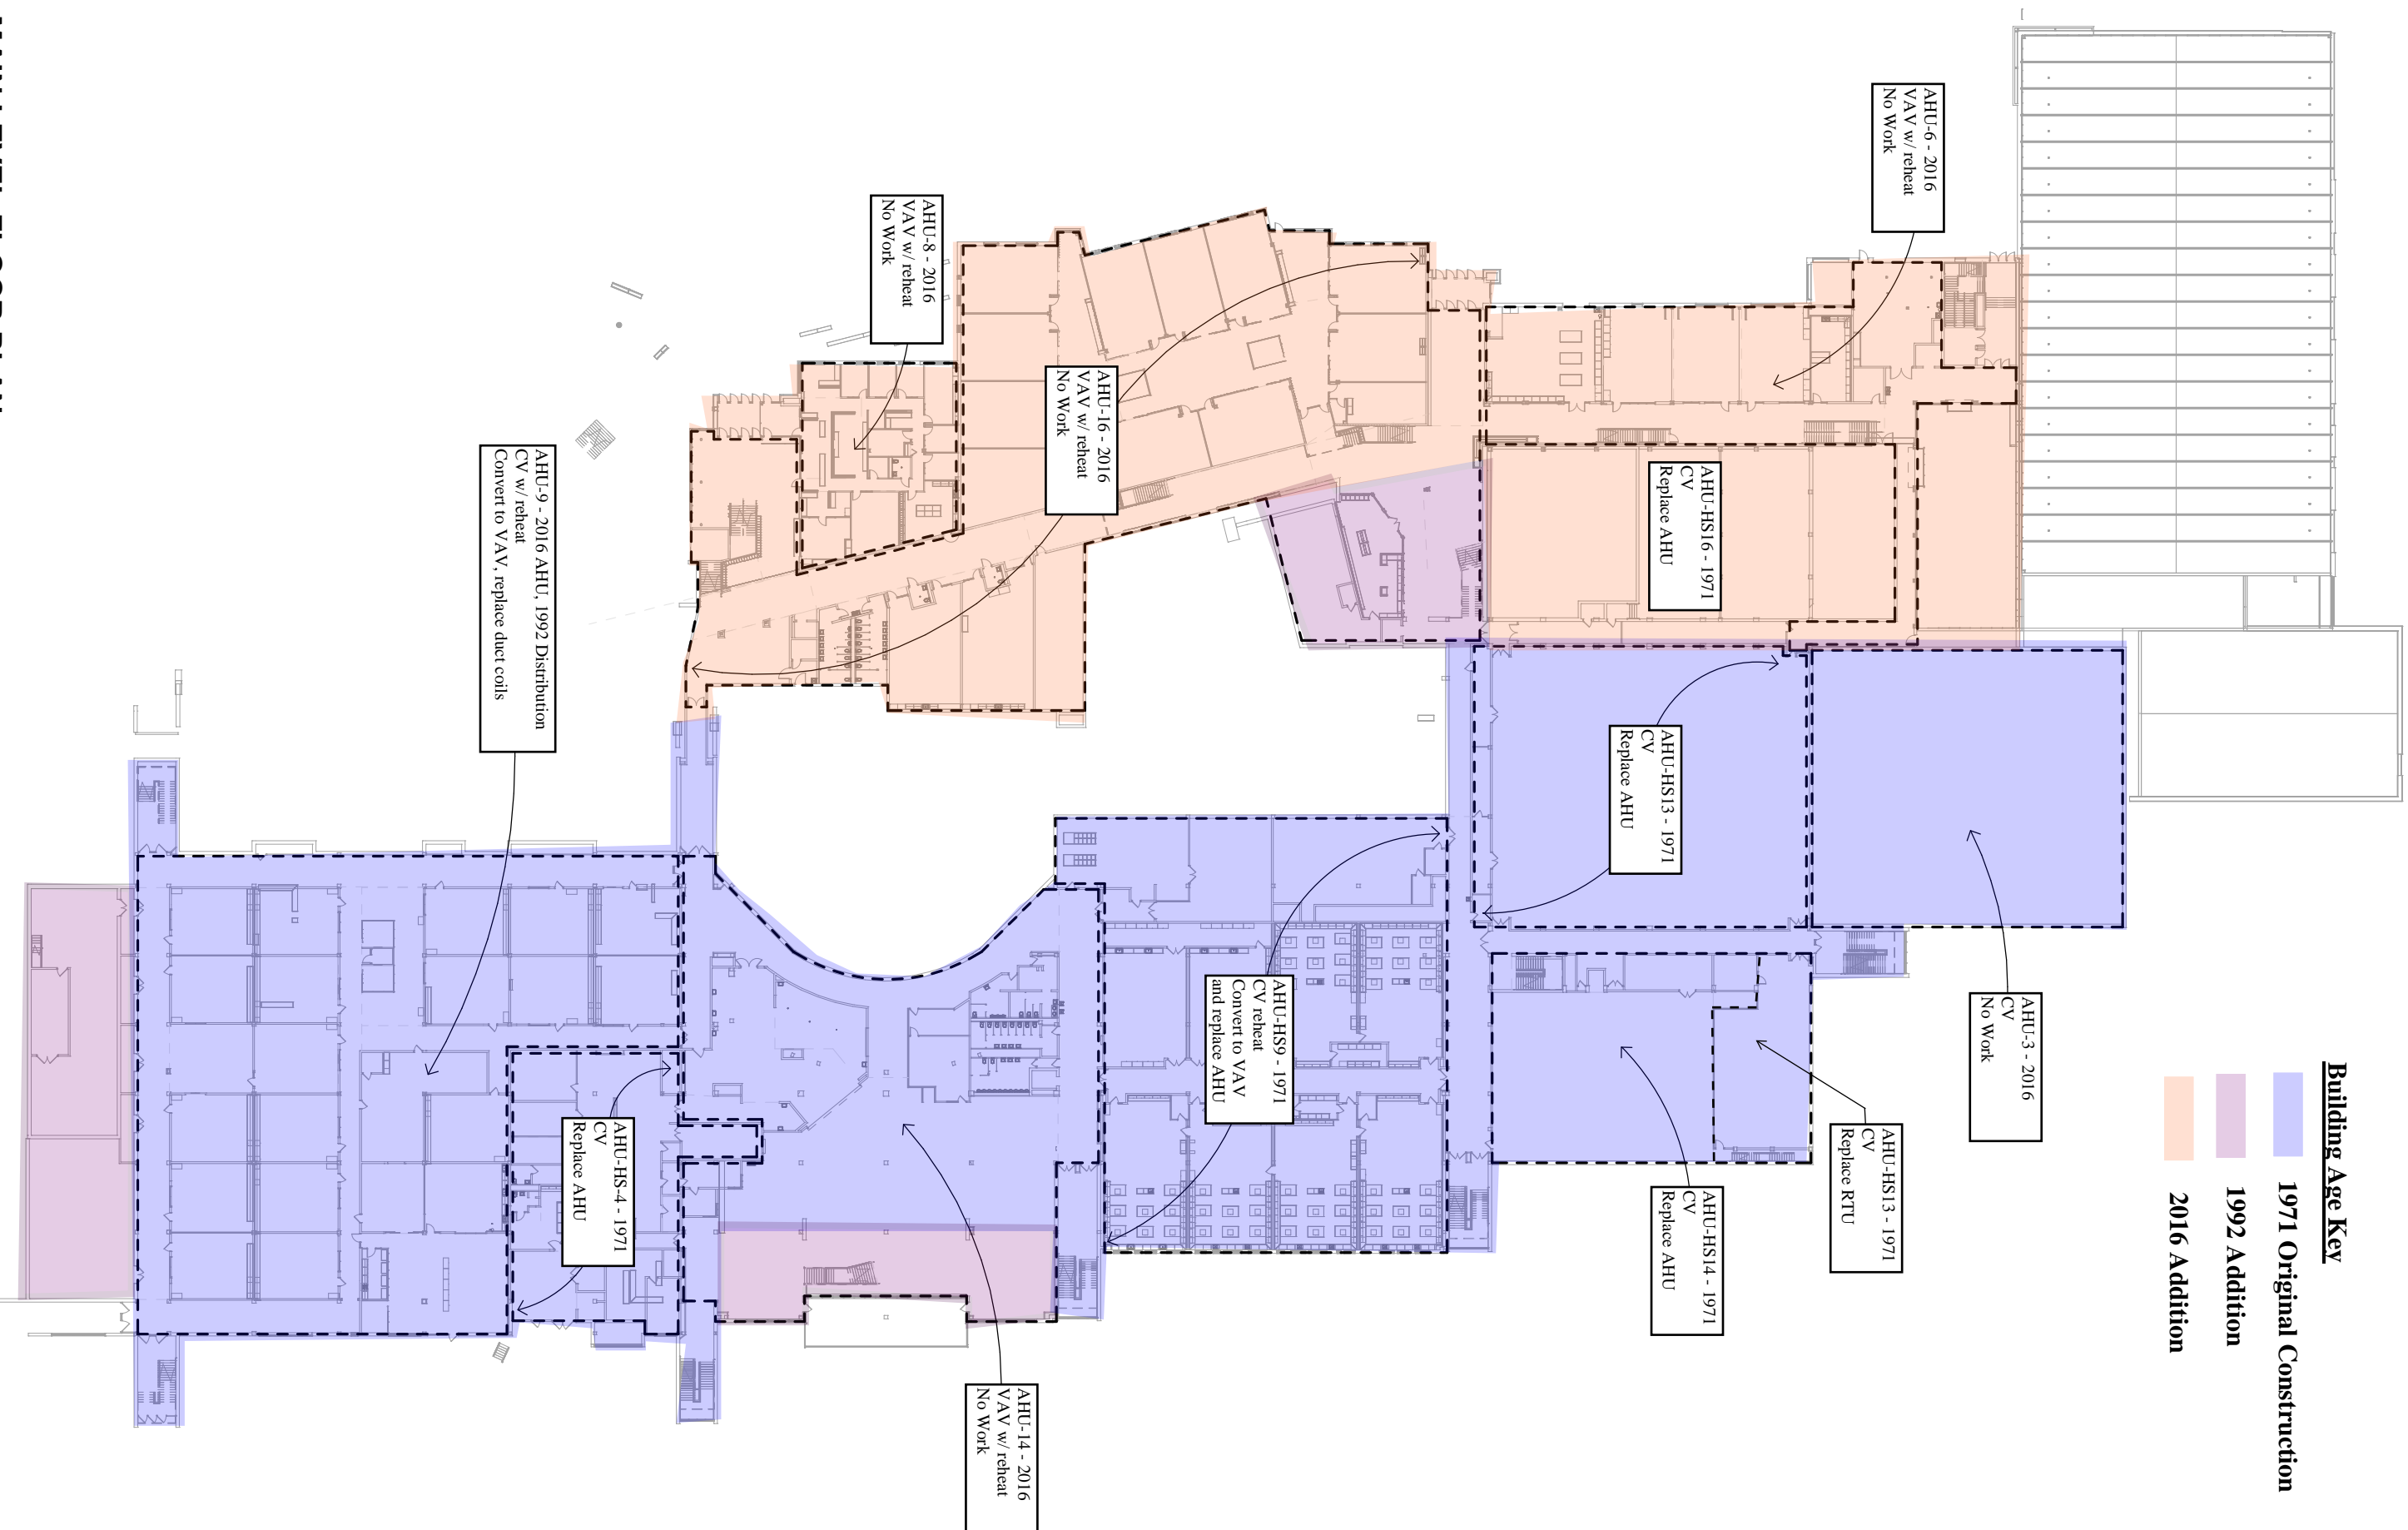 AHU-6 - 2016
VAV w/ reheat
No Work
AHU-8 - 2016
VAV w/ reheat
No Work
AHU-16 - 2016
VAV w/ reheat
No Work
AHU-HS16 - 1971
CV
Replace AHU
AHU-9 - 2016 AHU, 1992 Distribution
CV w/ reheat
Convert to VAV, replace duct coils
AHU-HS13 - 1971
CV
Replace AHU
AHU-3 - 2016
CV
No Work
AHU-HS9 - 1971
CV reheat
Convert to VAV
and replace AHU
AHU-HS-4 - 1971
CV
Replace AHU
AHU-HS13 - 1971
CV
Replace RTU
AHU-HS14 - 1971
CV
Replace AHU
AHU-14 - 2016
VAV w/ reheat
No Work
Building Age Key
1971 Original Construction
1992 Addition
2016 Addition